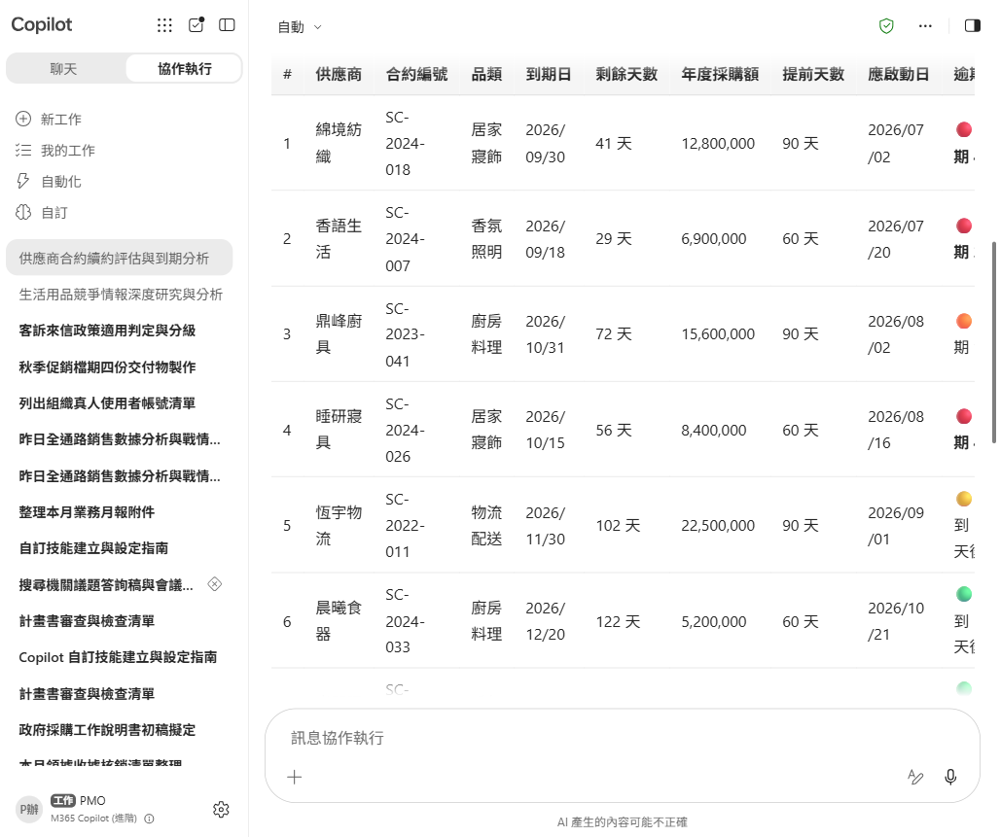 Copilot
聊天
協作執行
新工作
我的工作
自動化
自訂
供應商合約續約評估與到期分析
生活用品競爭情報深度研究與分析
客訴來信政策適用判定與分級
秋季促銷檔期四份交付物製作
列出組織真人使用者帳號清單
昨日全通路銷售數據分析與戰情...
昨日全通路銷售數據分析與戰情...
整理本月業務月報附件
自訂技能建立與設定指南
搜尋機關議題答詢稿與會議...
計畫書審查與檢查清單
Copilot 自訂技能建立與設定指南
計畫書審查與檢查清單
政府採購工作說明書初稿擬定
本月領據收據核銷清單整理
P辦
工作 PMO
M365 Copilot (進階)
自動
# 供應商 合約編號 品類 到期日 剩餘天數 年度採購額 提前天數 應啟動日 逾期
1 綿境紡織 SC-2024-018 居家寢飾 2026/09/30 41 天 12,800,000 90 天 2026/07/02 期
2 香語生活 SC-2024-007 香氛照明 2026/09/18 29 天 6,900,000 60 天 2026/07/20 期
3 鼎峰廚具 SC-2023-041 廚房料理 2026/10/31 72 天 15,600,000 90 天 2026/08/02 期
4 睡研寢具 SC-2024-026 居家寢飾 2026/10/15 56 天 8,400,000 60 天 2026/08/16 期
5 恆宇物流 SC-2022-011 物流配送 2026/11/30 102 天 22,500,000 90 天 2026/09/01 到 天後
6 晨曦食器 SC-2024-033 廚房料理 2026/12/20 122 天 5,200,000 60 天 2026/10/21 到 天後
SC-
訊息協作執行
AI 產生的內容可能不正確